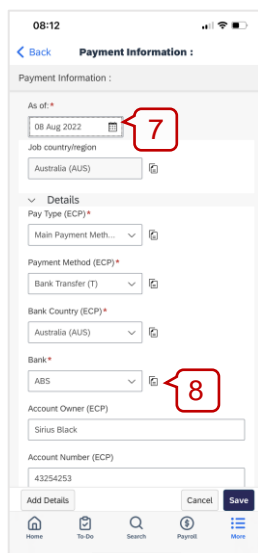 08:12
Back Payment Information :
Payment Information :
As of:*
08 Aug 2022
7
Job country/region
Australia (AUS)
Details
Pay Type (ECP)*
Main Payment Meth...
Payment Method (ECP)*
Bank Transfer (T)
Bank Country (ECP)*
Australia (AUS)
Bank*
ABS
8
Account Owner (ECP)
Sirius Black
Account Number (ECP)
43254253
Add Details Cancel Save
Home To-Do Search Payroll More